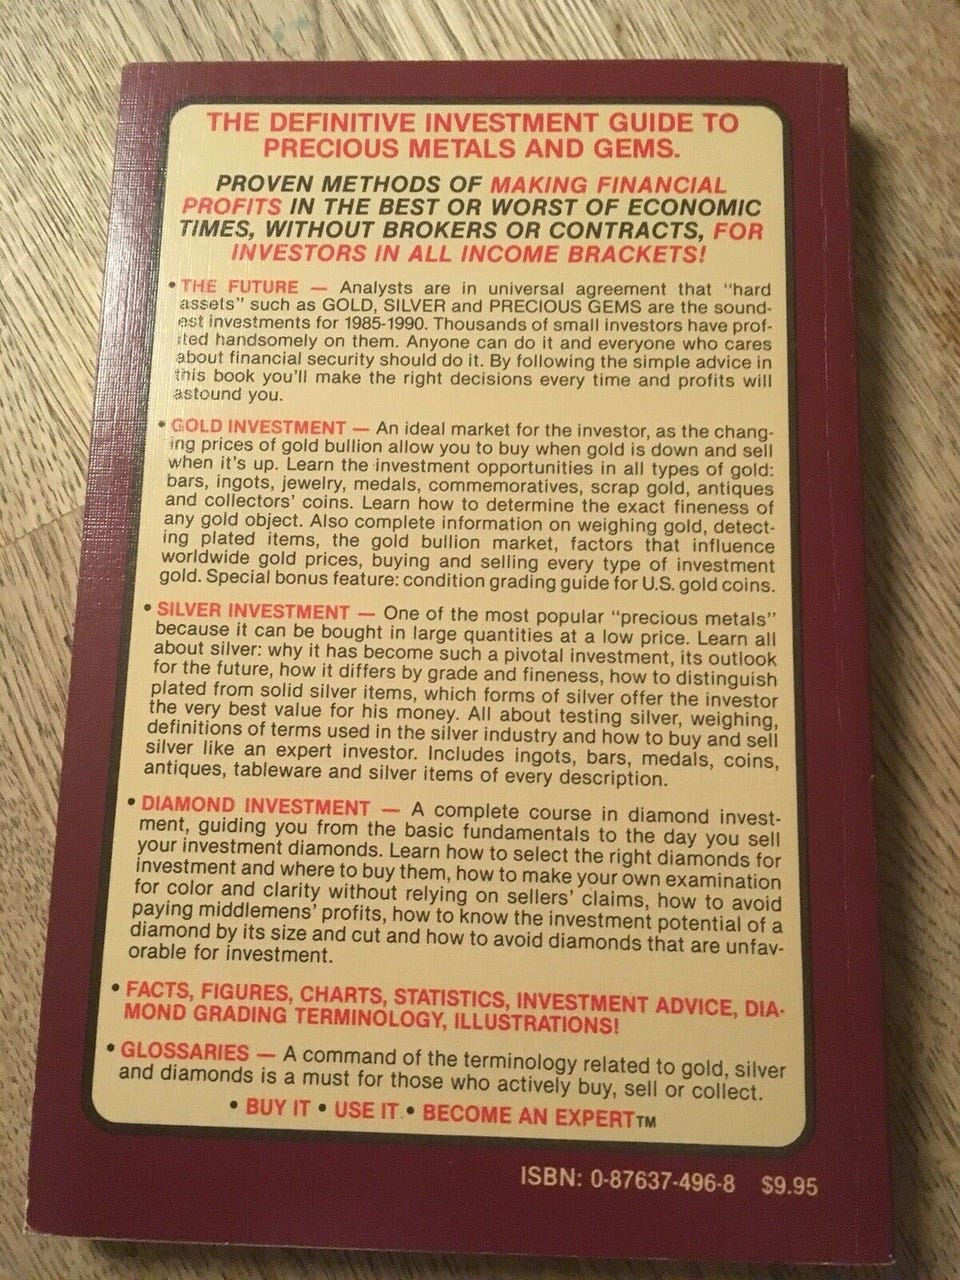 THE DEFINITIVE INVESTMENT GUIDE TO
PRECIOUS METALS AND GEMS.
PROVEN METHODS OF MAKING FINANCIAL
PROFITS IN THE BEST OR WORST OF ECONOMIC
TIMES, WITHOUT BROKERS OR CONTRACTS, FOR
INVESTORS IN ALL INCOME BRACKETS!
• THE FUTURE — Analysts are in universal agreement that "hard
assets" such as GOLD, SILVER and PRECIOUS GEMS are the sound-
est investments for 1985-1990. Thousands of small investors have prof-
ited handsomely on them. Anyone can do it and everyone who cares
about financial security should do it. By following the simple advice in
this book you'll make the right decisions every time and profits will
astound you.
• GOLD INVESTMENT — An ideal market for the investor, as the chang-
ing prices of gold bullion allow you to buy when gold is down and sell
when it's up. Learn the investment opportunities in all types of gold:
bars, ingots, jewelry, medals, commemoratives, scrap gold, antiques
and collectors' coins. Learn how to determine the exact fineness of
any gold object. Also complete information on weighing gold, detect-
ing plated items, the gold bullion market, factors that influence
worldwide gold prices, buying and selling every type of investment
gold. Special bonus feature: condition grading guide for U.S. gold coins.
• SILVER INVESTMENT — One of the most popular "precious metals"
because it can be bought in large quantities at a low price. Learn all
about silver: why it has become such a pivotal investment, its outlook
for the future, how it differs by grade and fineness, how to distinguish
plated from solid silver items, which forms of silver offer the investor
the very best value for his money. All about testing silver, weighing,
definitions of terms used in the silver industry and how to buy and sell
silver like an expert investor. Includes ingots, bars, medals, coins,
antiques, tableware and silver items of every description.
• DIAMOND INVESTMENT — A complete course in diamond invest-
ment, guiding you from the basic fundamentals to the day you sell
your investment diamonds. Learn how to select the right diamonds for
investment and where to buy them, how to make your own examination
for color and clarity without relying on sellers' claims, how to avoid
paying middlemens' profits, how to know the investment potential of a
diamond by its size and cut and how to avoid diamonds that are unfav-
orable for investment.
• FACTS, FIGURES, CHARTS, STATISTICS, INVESTMENT ADVICE, DIA-
MOND GRADING TERMINOLOGY, ILLUSTRATIONS!
• GLOSSARIES — A command of the terminology related to gold, silver
and diamonds is a must for those who actively buy, sell or collect.
• BUY IT • USE IT • BECOME AN EXPERT™
ISBN: 0-87637-496-8 $9.95